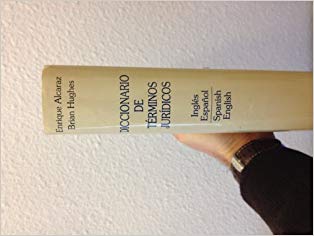 Enrique Alcaraz
Brian Hughes
DICCIONARIO
DE
TÉRMINOS
JURÍDICOS
Inglés
Español
Spanish
English